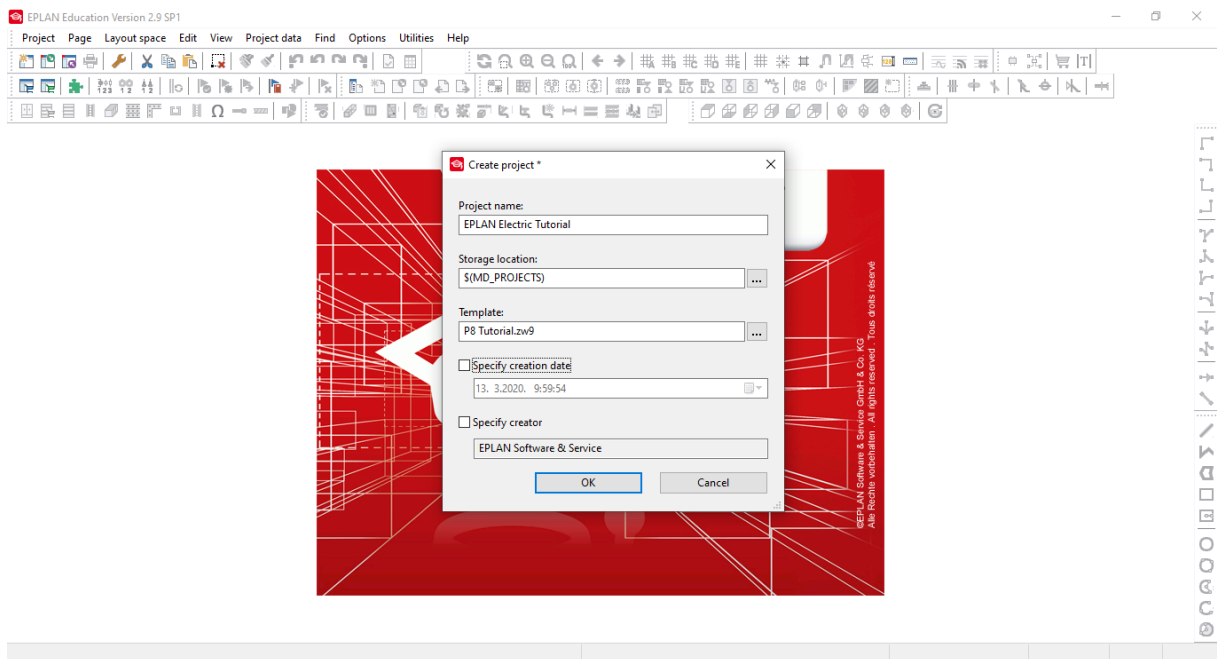 EPLAN Education Version 2.9 SP1
Project Page Layout space Edit View Project data Find Options Utilities Help
Create project *
Project name:
EPLAN Electric Tutorial
Storage location:
$(MD_PROJECTS)
...
Template:
P8 Tutorial.zw9
...
Specify creation date
13. 3.2020. 9:59:54
Specify creator
EPLAN Software & Service
OK Cancel
©EPLAN Software & Service GmbH & Co. KG
Alle Rechte vorbehalten . All rights reserved . Tous droits réservé